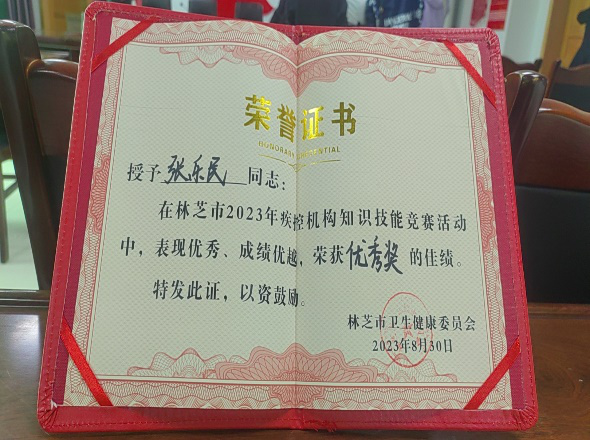 荣誉证书
HONORARY CREDENTIAL
授予 张乐民 同志：
在林芝市2023年疾控机构知识技能竞赛活动
中，表现优秀、成绩优越，荣获优秀奖 的佳绩。
特发此证，以资鼓励。
林芝市卫生健康委员会
2023年8月30日